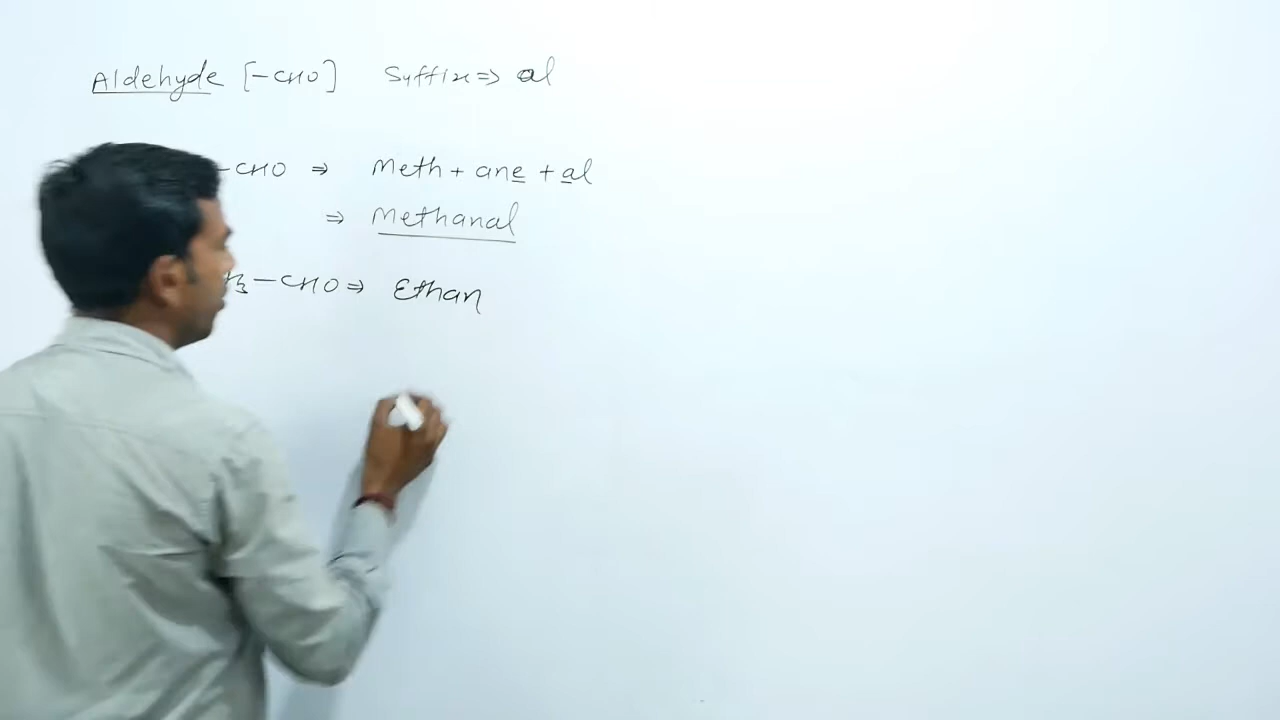 Aldehyde [-CHO] Suffix ⇒ al
-CHO ⇒ Meth + ane + al
⇒ Methanal
-CHO ⇒ Ethan